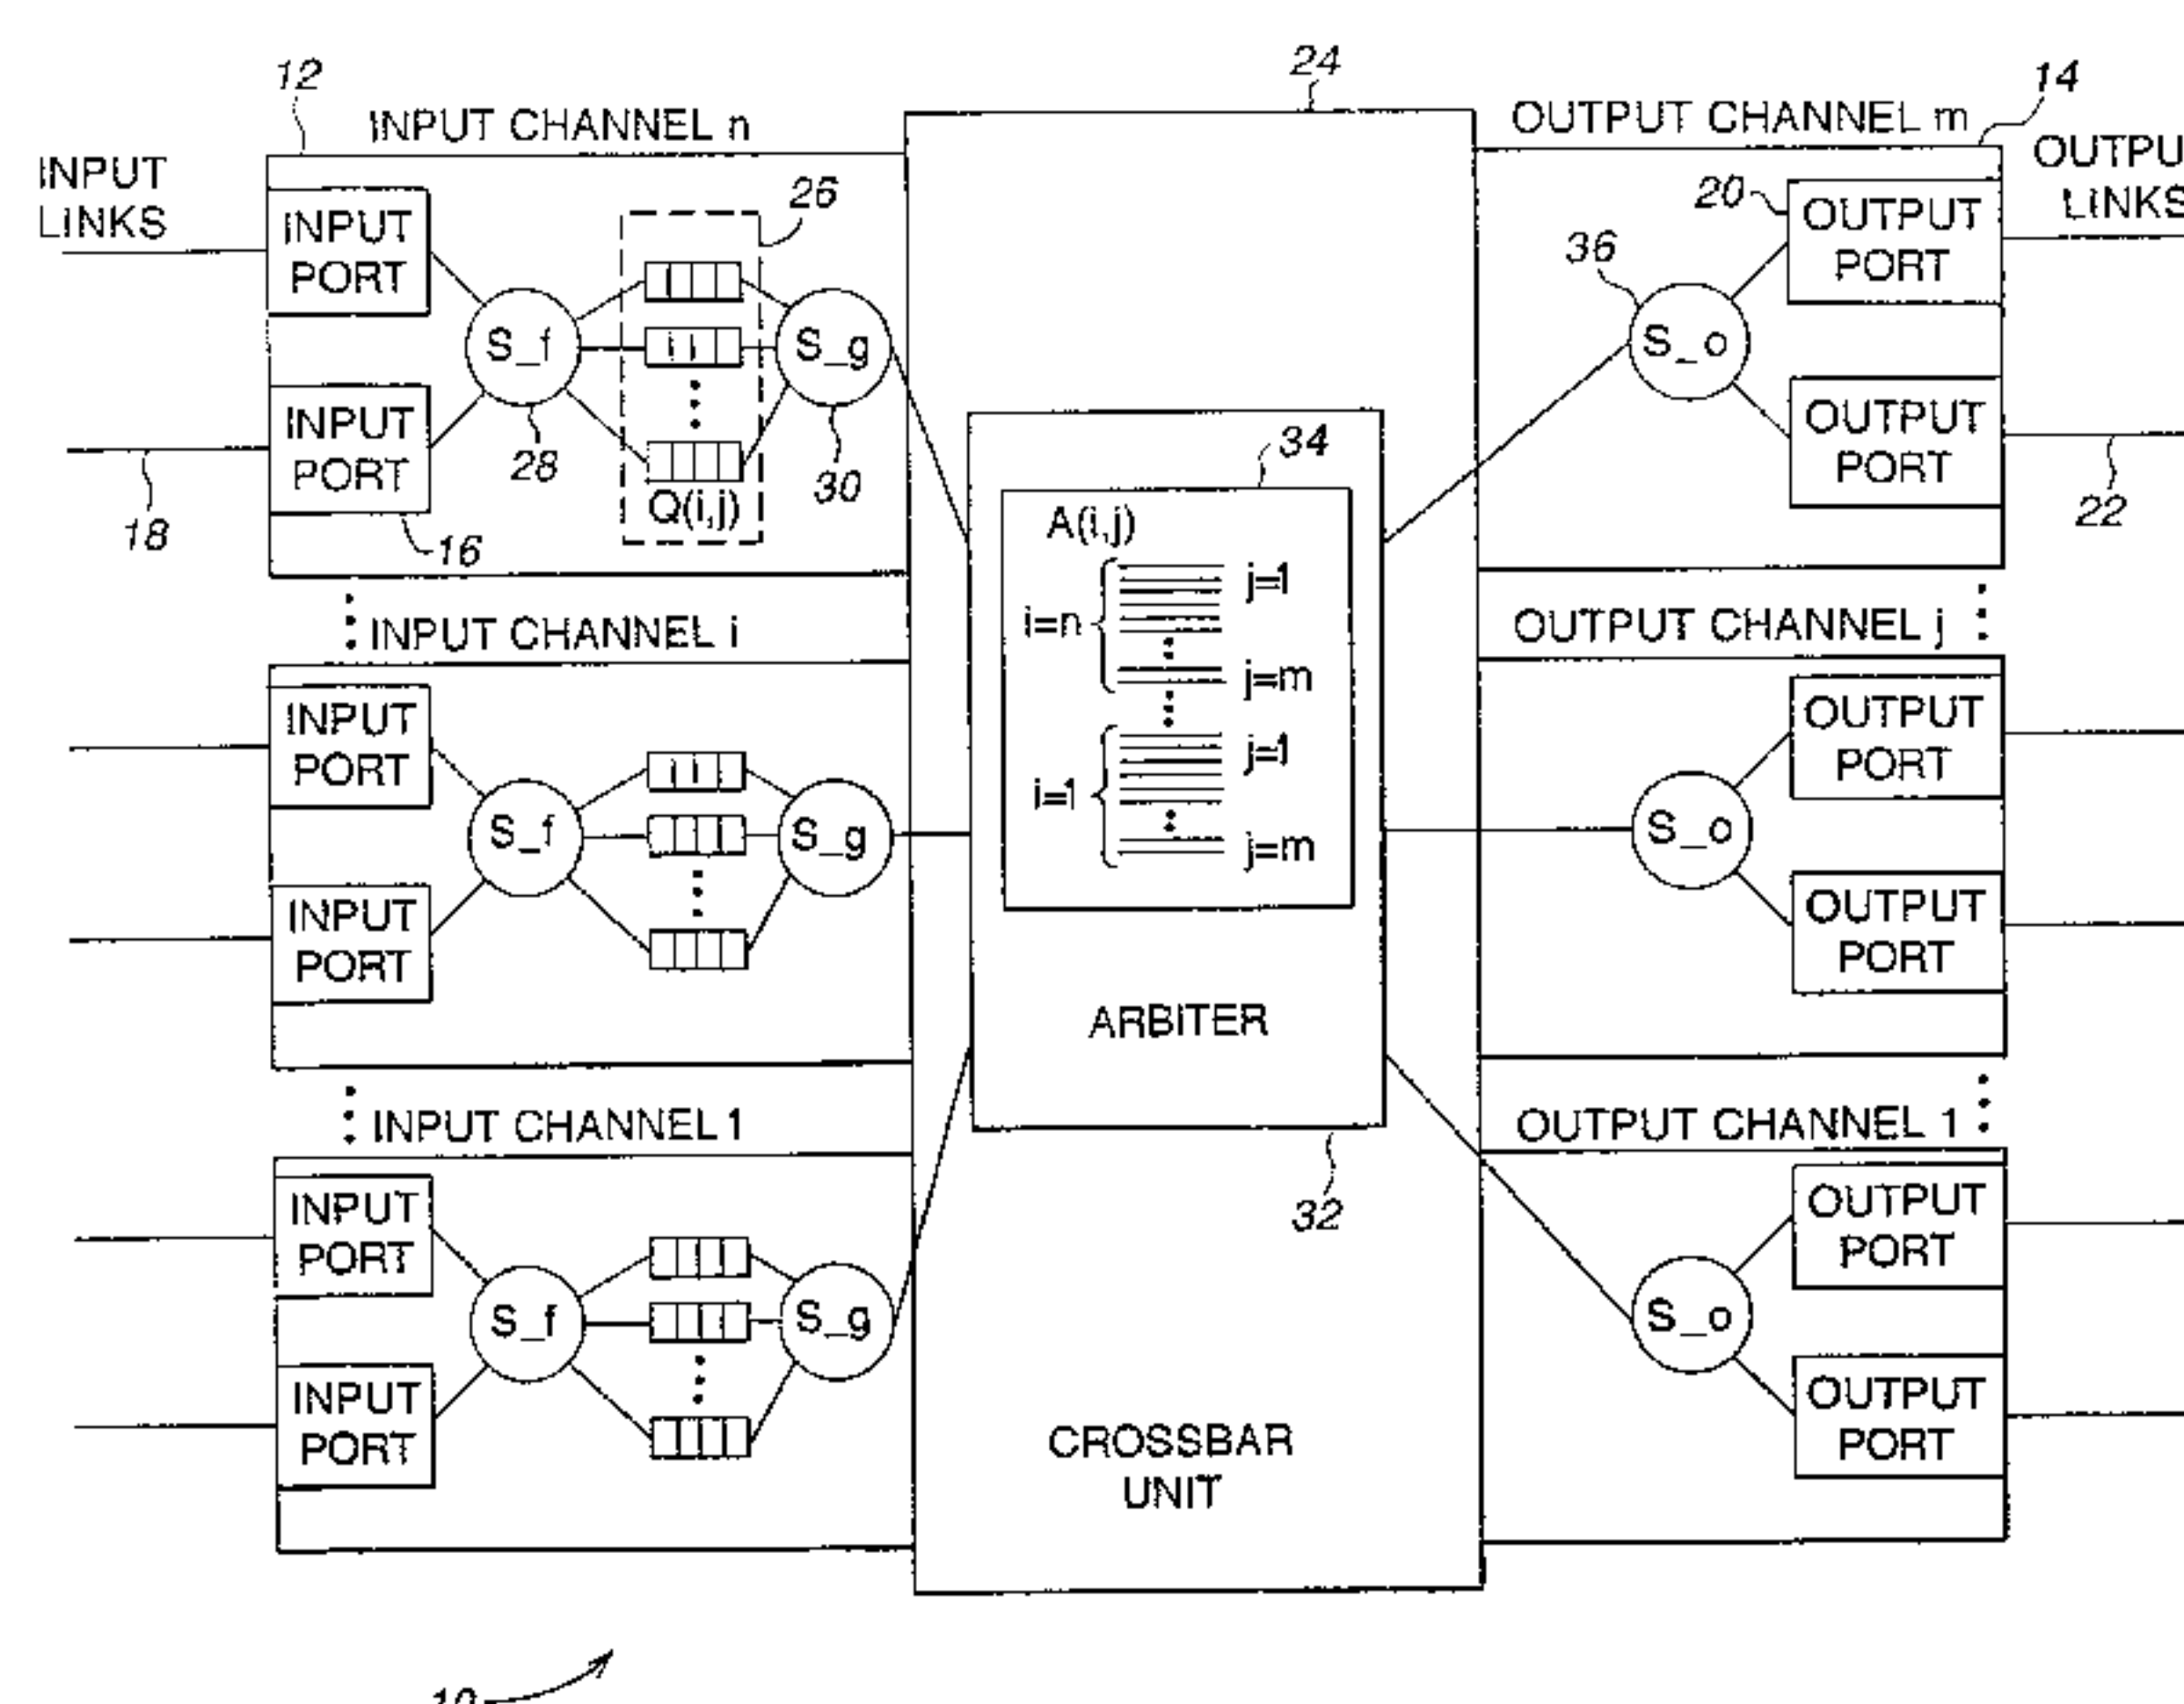 12
24
14
INPUT CHANNEL n
OUTPUT CHANNEL m
INPUT
LINKS
OUTPU
LINKS
26
20
36
INPUT
PORT
S_f
S_g
INPUT
PORT
28
30
Q(i,j)
18
16
S_o
OUTPUT
PORT
OUTPUT
PORT
22
34
A(i,j)
i=n
j=1
j=m
i=1
j=1
j=m
ARBITER
32
CROSSBAR
UNIT
INPUT CHANNEL i
INPUT
PORT
S_f
S_g
INPUT
PORT
OUTPUT CHANNEL j
S_o
OUTPUT
PORT
OUTPUT
PORT
INPUT CHANNEL 1
INPUT
PORT
S_f
S_g
INPUT
PORT
OUTPUT CHANNEL 1
S_o
OUTPUT
PORT
OUTPUT
PORT
10